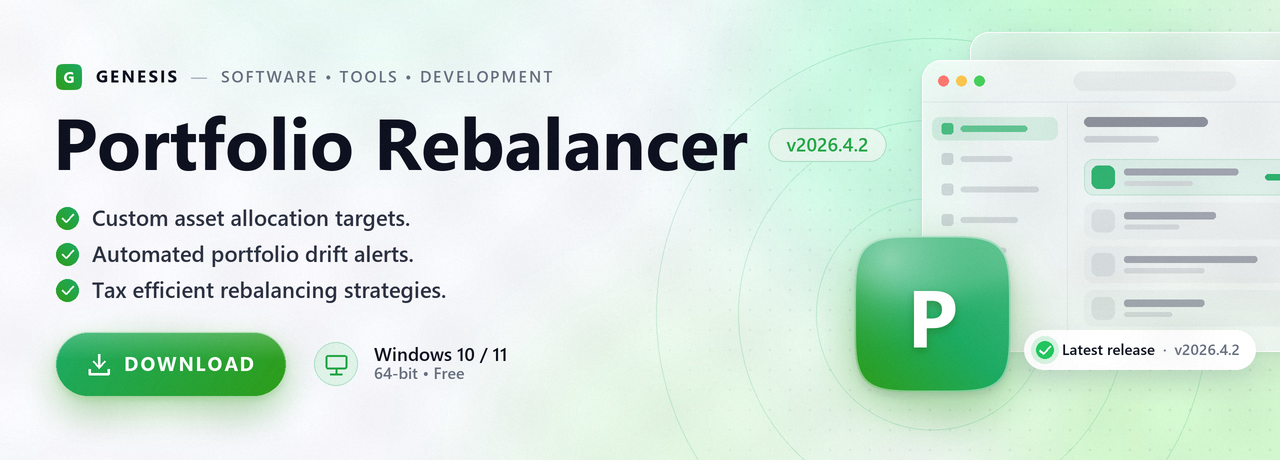 G GENESIS — SOFTWARE • TOOLS • DEVELOPMENT
Portfolio Rebalancer v2026.4.2
Custom asset allocation targets.
Automated portfolio drift alerts.
Tax efficient rebalancing strategies.
DOWNLOAD
Windows 10 / 11
64-bit • Free
P
Latest release · v2026.4.2